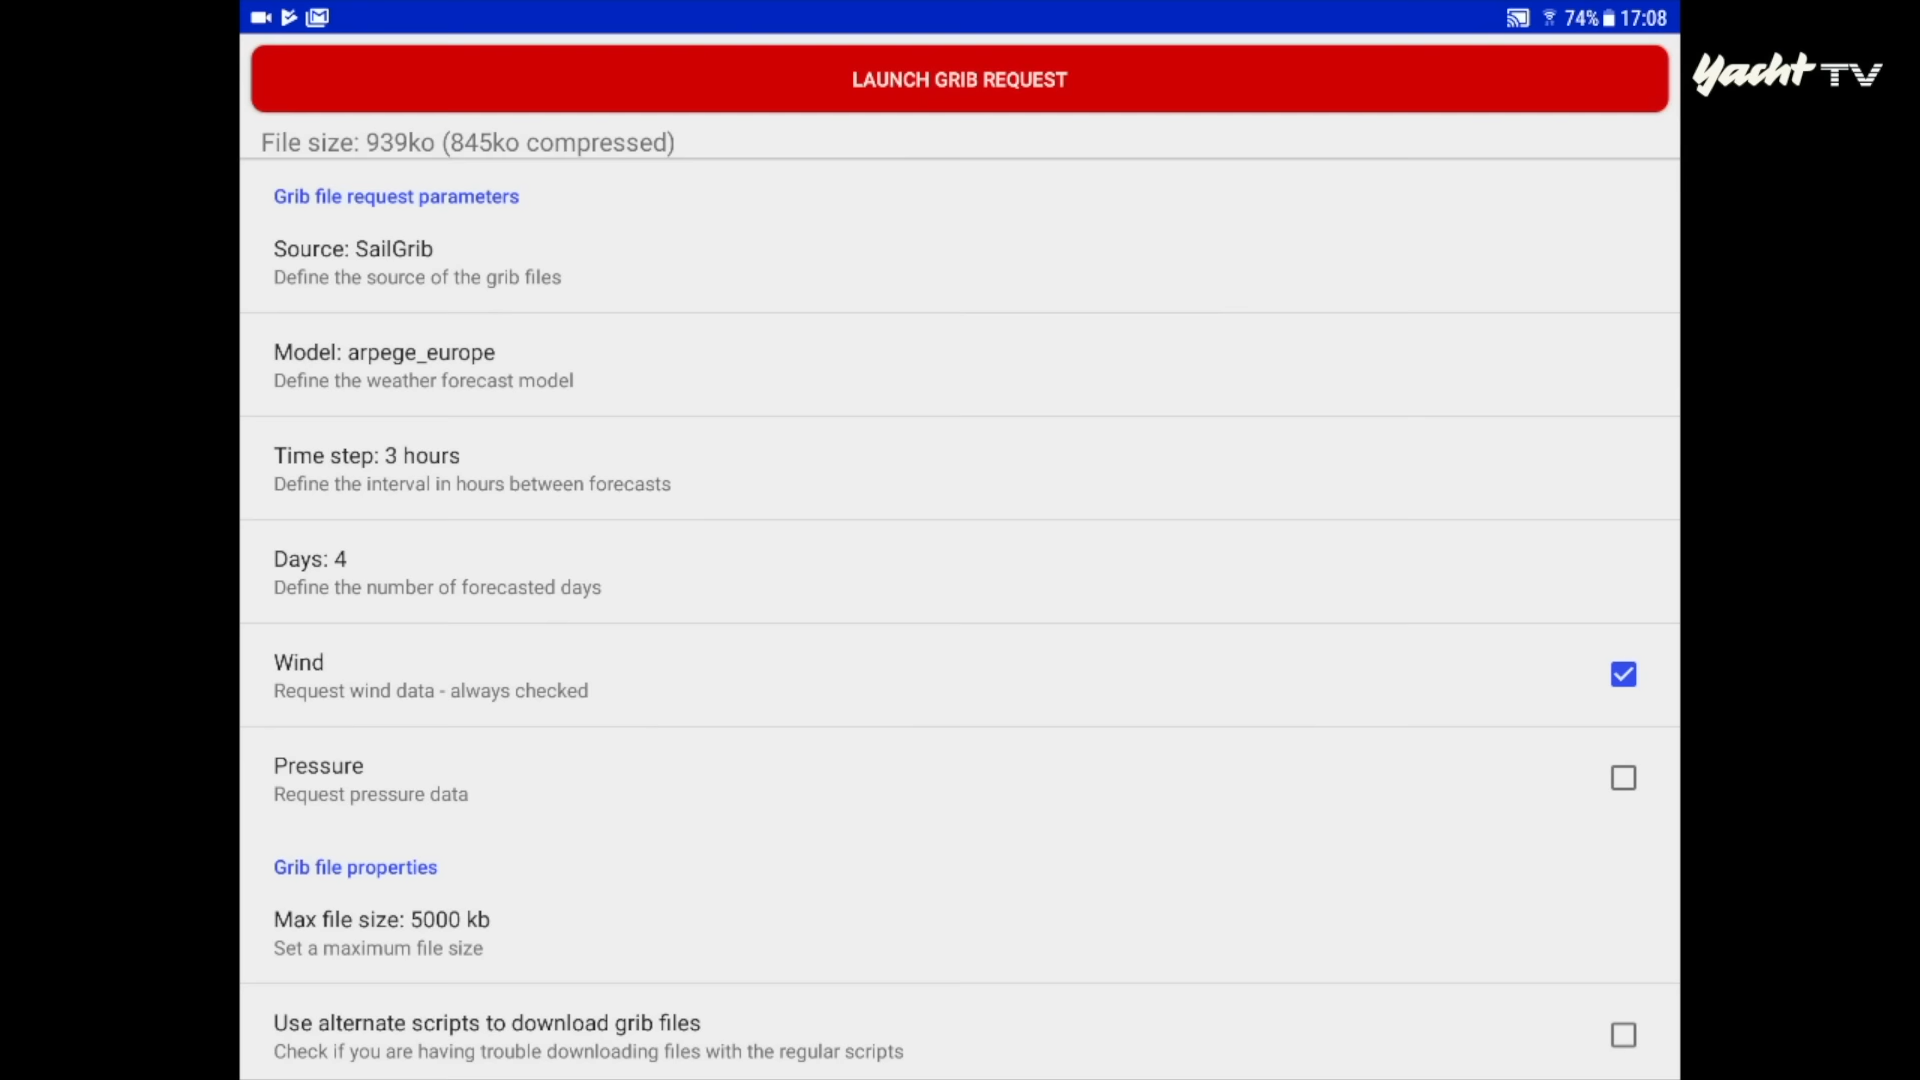 74% 17:08
Yacht TV
LAUNCH GRIB REQUEST
File size: 939ko (845ko compressed)
Grib file request parameters
Source: SailGrib
Define the source of the grib files
Model: arpege_europe
Define the weather forecast model
Time step: 3 hours
Define the interval in hours between forecasts
Days: 4
Define the number of forecasted days
Wind
Request wind data - always checked
Pressure
Request pressure data
Grib file properties
Max file size: 5000 kb
Set a maximum file size
Use alternate scripts to download grib files
Check if you are having trouble downloading files with the regular scripts